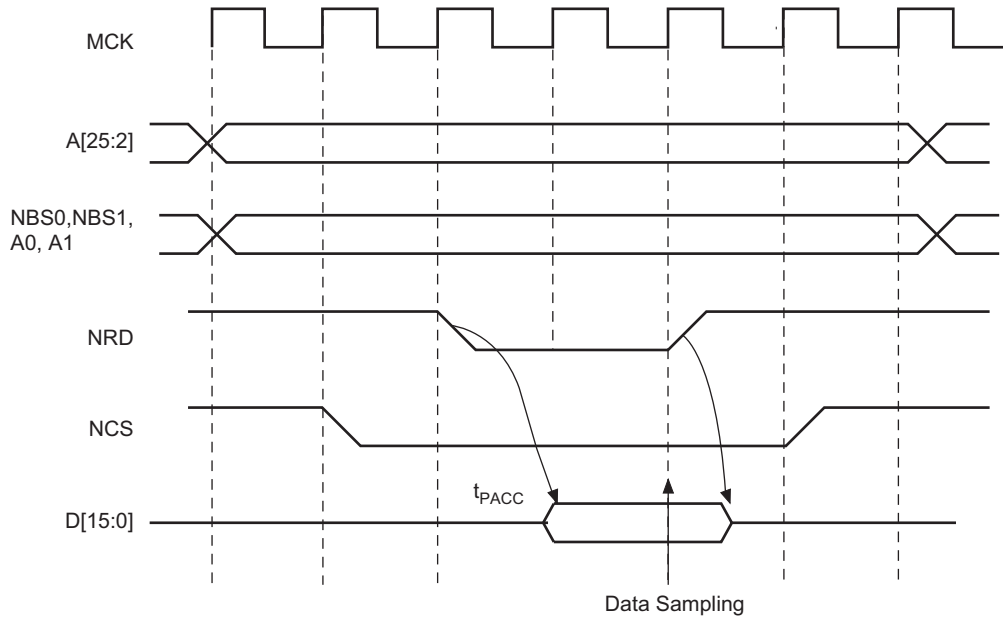 MCK
A[25:2]
NBS0,NBS1,
A0, A1
NRD
NCS
tPACC
D[15:0]
Data Sampling